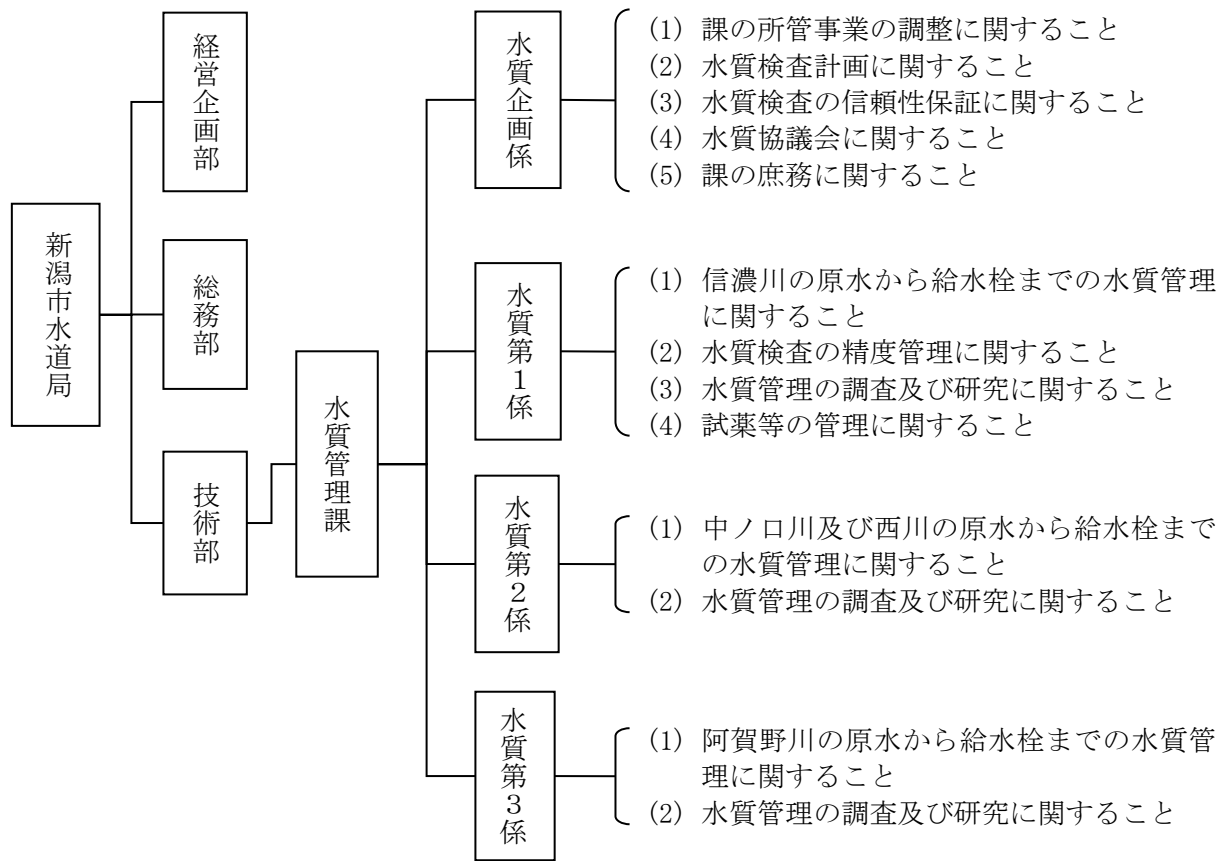 新潟市水道局
経営企画部
総務部
技術部
水質管理課
水質企画係
(1) 課の所管事業の調整に関すること
(2) 水質検査計画に関すること
(3) 水質検査の信頼性保証に関すること
(4) 水質協議会に関すること
(5) 課の庶務に関すること
水質第1係
(1) 信濃川の原水から給水栓までの水質管理
に関すること
(2) 水質検査の精度管理に関すること
(3) 水質管理の調査及び研究に関すること
(4) 試薬等の管理に関すること
水質第2係
(1) 中ノ口川及び西川の原水から給水栓まで
の水質管理に関すること
(2) 水質管理の調査及び研究に関すること
水質第3係
(1) 阿賀野川の原水から給水栓までの水質管
理に関すること
(2) 水質管理の調査及び研究に関すること